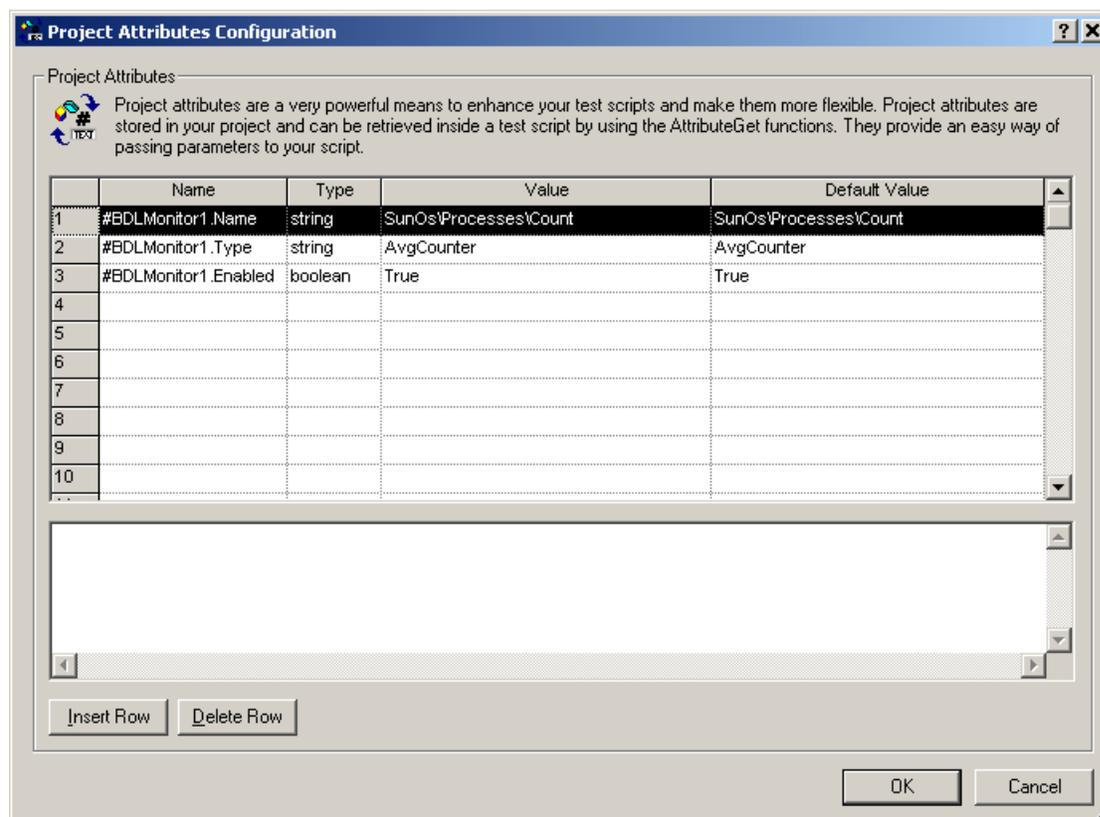 Project Attributes Configuration
Project Attributes
Project attributes are a very powerful means to enhance your test scripts and make them more flexible. Project attributes are
stored in your project and can be retrieved inside a test script by using the AttributeGet functions. They provide an easy way of
passing parameters to your script.
# TEXT
Name Type Value Default Value
1 #BDLMonitor1.Name string SunOs\Processes\Count SunOs\Processes\Count
2 #BDLMonitor1.Type string AvgCounter AvgCounter
3 #BDLMonitor1.Enabled boolean True True
4
5
6
7
8
9
10
Insert Row Delete Row
OK Cancel